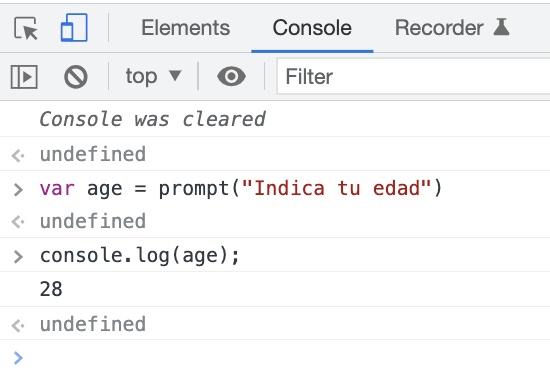 Elements Console Recorder
top Filter
Console was cleared
undefined
var age = prompt("Indica tu edad")
undefined
console.log(age);
28
undefined